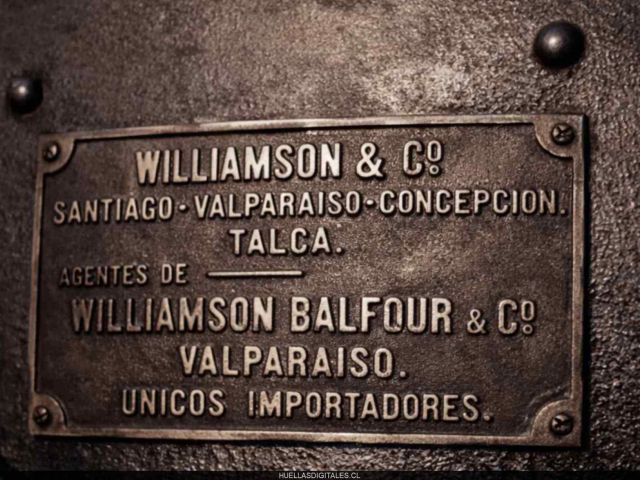 WILLIAMSON & Cº
SANTIAGO - VALPARAISO - CONCEPCION.
TALCA.
AGENTES DE
WILLIAMSON BALFOUR & Cº
VALPARAISO.
UNICOS IMPORTADORES.
HUELLASDIGITALES.CL